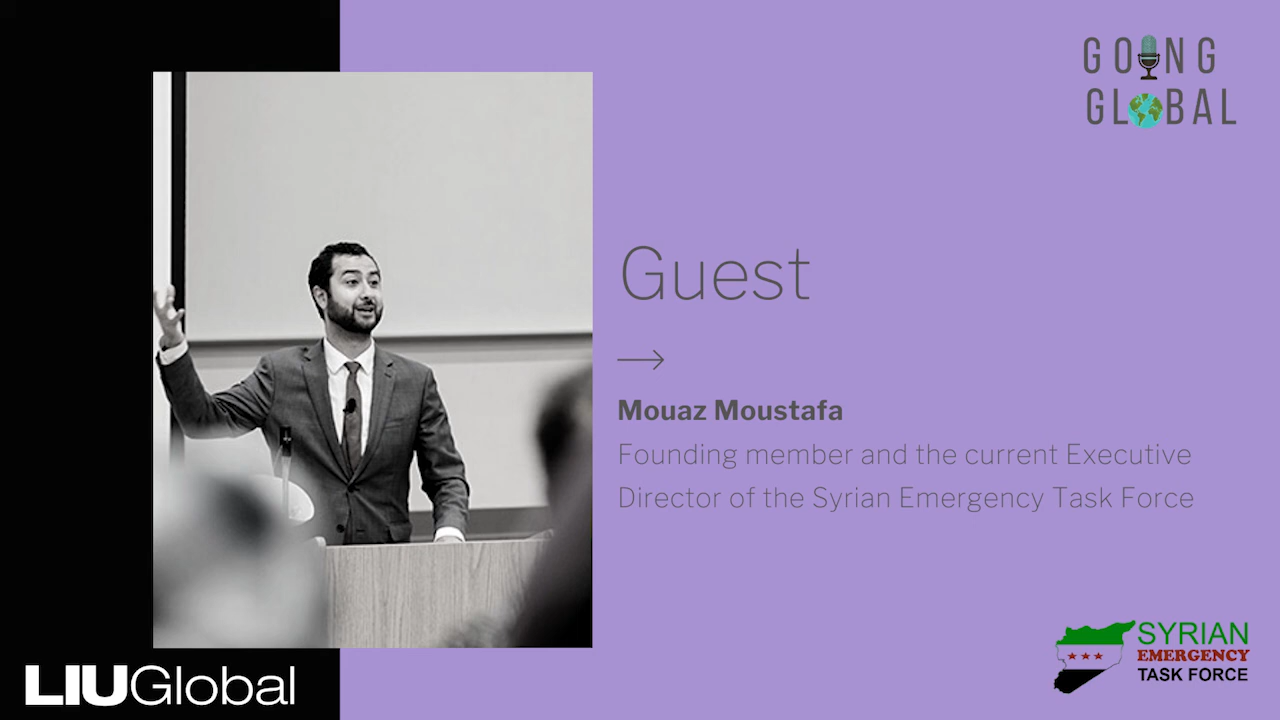 GOING
GLOBAL
Guest
Mouaz Moustafa
Founding member and the current Executive
Director of the Syrian Emergency Task Force
SYRIAN
EMERGENCY
TASK FORCE
LIUGlobal